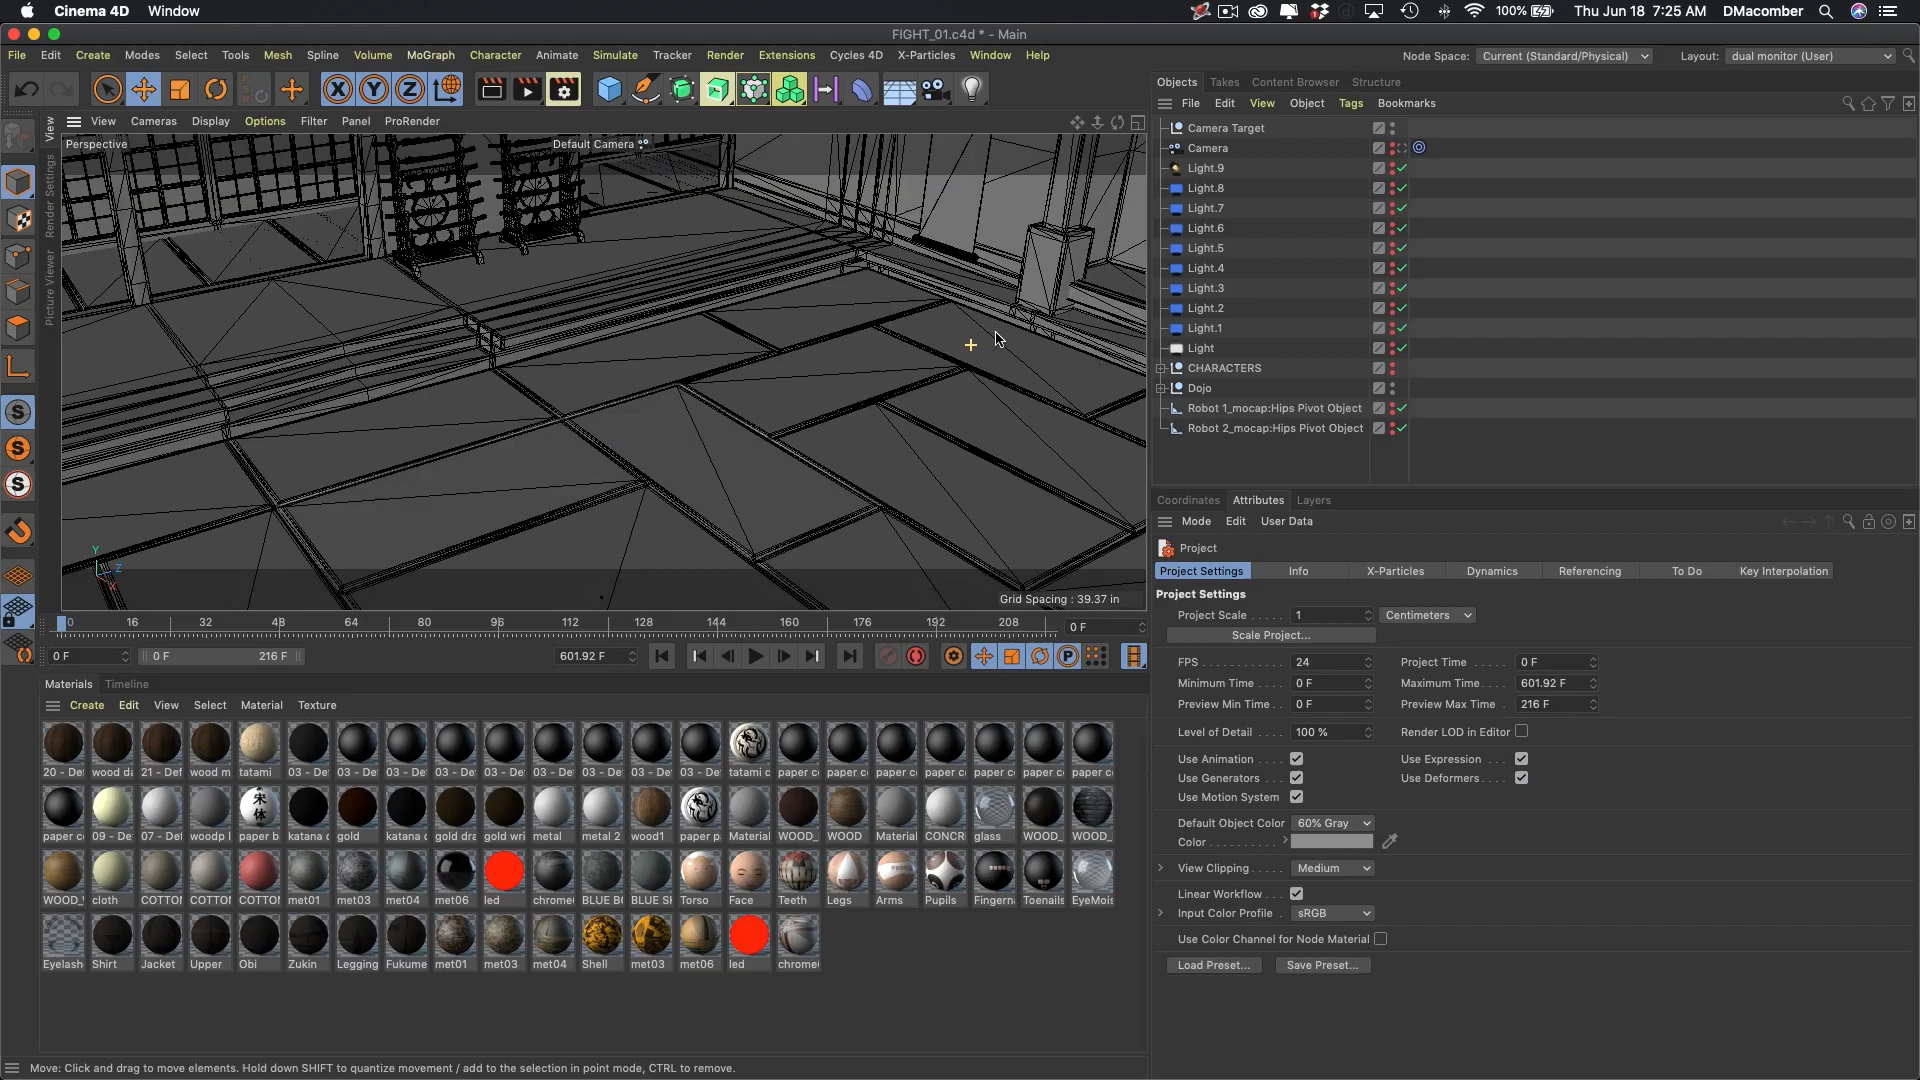 Cinema 4D Window
100% Thu Jun 18 7:25 AM DMacomber
FIGHT_01.c4d * - Main
File Edit Create Modes Select Tools Mesh Spline Volume MoGraph Character Animate Simulate Tracker Render Extensions Cycles 4D X-Particles Window Help
Node Space: Current (Standard/Physical) Layout: dual monitor (User)
Objects Takes Content Browser Structure
File Edit View Object Tags Bookmarks
View Cameras Display Options Filter Panel ProRender
View
Render Settings
Picture Viewer
Perspective Default Camera
Camera Target
Camera
Light.9
Light.8
Light.7
Light.6
Light.5
Light.4
Light.3
Light.2
Light.1
Light
CHARACTERS
Dojo
Robot 1_mocap:Hips Pivot Object
Robot 2_mocap:Hips Pivot Object
Y
Z
X
Grid Spacing : 39.37 in
0 16 32 48 64 80 96 112 128 144 160 176 192 208 0 F
0 F 0 F 216 F 601.92 F
Coordinates Attributes Layers
Mode Edit User Data
Project
Project Settings Info X-Particles Dynamics Referencing To Do Key Interpolation
Project Settings
Project Scale . . . . . 1 Centimeters
Scale Project...
FPS . . . . . . . . . . . . 24 Project Time . . . . . 0 F
Minimum Time . . . . 0 F Maximum Time. . . . 601.92 F
Preview Min Time . . 0 F Preview Max Time . 216 F
Level of Detail . . . . 100 % Render LOD in Editor
Use Animation . . . . Use Expression . . . .
Use Generators . . . Use Deformers. . . . .
Use Motion System
Default Object Color 60% Gray
Color . . . . . . . . . . .
View Clipping . . . . . Medium
Linear Workflow . . .
Input Color Profile . sRGB
Use Color Channel for Node Material
Load Preset... Save Preset...
Materials Timeline
Create Edit View Select Material Texture
20 - Def wood da 21 - Def wood m tatami 03 - De 03 - De 03 - De 03 - De 03 - De 03 - De 03 - De 03 - De 03 - De tatami c paper c paper c paper c paper c paper c paper c paper c
宋
体
paper c 09 - De 07 - Def woodp l paper b katana c gold katana c gold dra gold wri metal metal 2 wood1 paper p Material WOOD_ WOOD Material CONCR glass WOOD_ WOOD_
WOOD_ cloth COTTO COTTO COTTO met01 met03 met04 met06 led chrome BLUE BO BLUE SH Torso Face Teeth Legs Arms Pupils Fingern Toenails EyeMois
Eyelash Shirt Jacket Upper Obi Zukin Legging Fukume met01 met03 met04 Shell met03 met06 led chrome
Move: Click and drag to move elements. Hold down SHIFT to quantize movement / add to the selection in point mode, CTRL to remove.